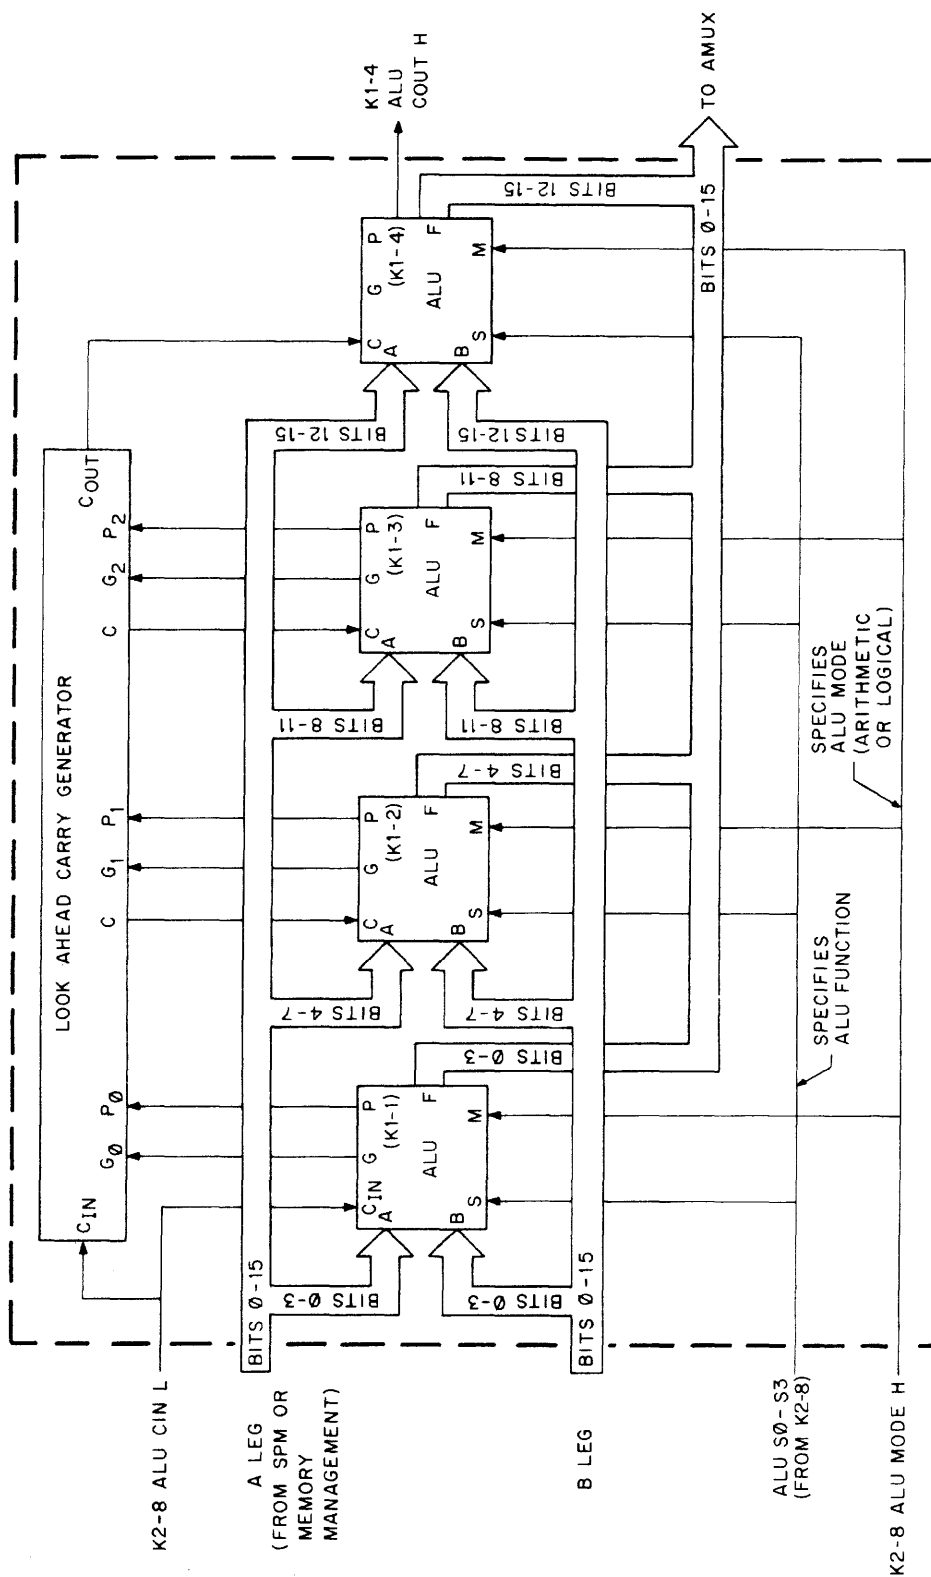 LOOK AHEAD CARRY GENERATOR
CIN
GØ
PØ
C
G1
P1
C
G2
P2
COUT
K2-8 ALU CIN L
A LEG
(FROM SPM OR
MEMORY
MANAGEMENT)
BITS Ø-15
BITS Ø-3
BITS 4-7
BITS 8-11
BITS 12-15
CIN
G
P
A
(K1-1)
ALU
F
B
S
M
C
G
P
A
(K1-2)
ALU
F
B
S
M
C
G
P
A
(K1-3)
ALU
F
B
S
M
C
G
P
A
(K1-4)
ALU
F
B
S
M
K1-4
ALU
COUT H
BITS Ø-3
BITS Ø-3
BITS 4-7
BITS 4-7
BITS 8-11
BITS 8-11
BITS 12-15
BITS 12-15
B LEG
BITS Ø-15
BITS Ø-15
TO AMUX
ALU SØ-S3
(FROM K2-8)
SPECIFIES
ALU FUNCTION
SPECIFIES
ALU MODE
(ARITHMETIC
OR LOGICAL)
K2-8 ALU MODE H